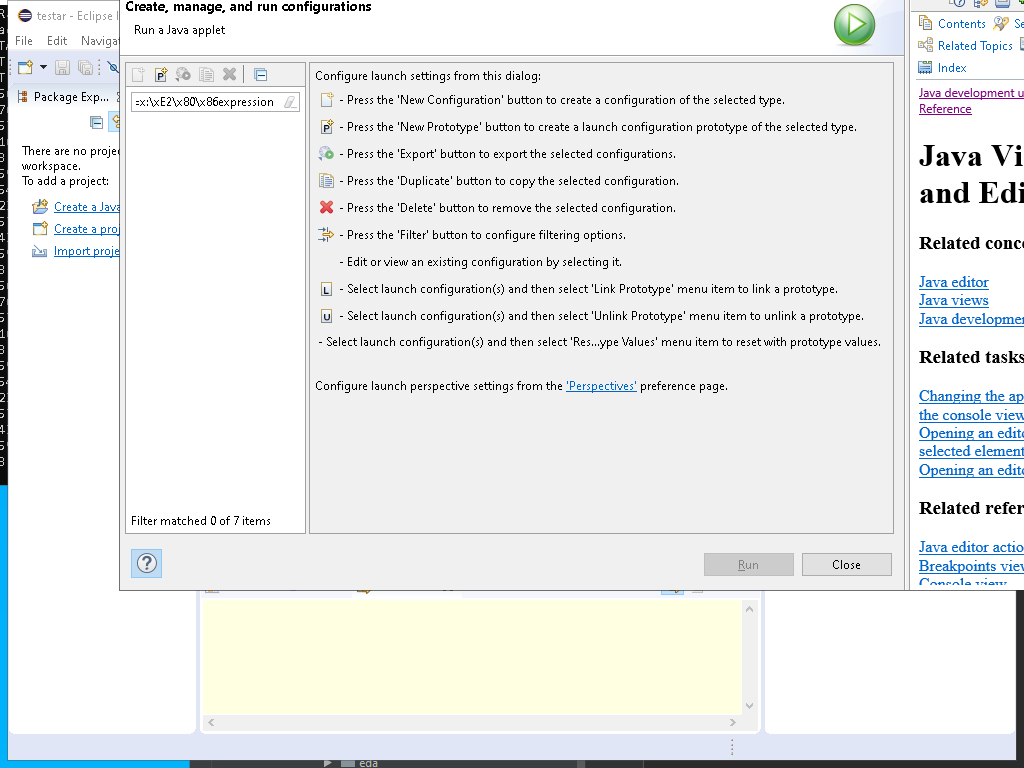 testar - Eclipse I
File Edit Navigat
Package Exp...
There are no proje
workspace.
To add a project:
Create a Java
Create a proj
Import proje
Create, manage, and run configurations
Run a Java applet
=x:\xE2\x80\x86expression
Filter matched 0 of 7 items
Configure launch settings from this dialog:
- Press the 'New Configuration' button to create a configuration of the selected type.
P - Press the 'New Prototype' button to create a launch configuration prototype of the selected type.
- Press the 'Export' button to export the selected configurations.
- Press the 'Duplicate' button to copy the selected configuration.
- Press the 'Delete' button to remove the selected configuration.
- Press the 'Filter' button to configure filtering options.
- Edit or view an existing configuration by selecting it.
L - Select launch configuration(s) and then select 'Link Prototype' menu item to link a prototype.
U - Select launch configuration(s) and then select 'Unlink Prototype' menu item to unlink a prototype.
- Select launch configuration(s) and then select 'Res...ype Values' menu item to reset with prototype values.
Configure launch perspective settings from the 'Perspectives' preference page.
?
Run
Close
Contents Se
Related Topics
Index
Java development u
Reference
Java Vi
and Edi
Related conce
Java editor
Java views
Java developmen
Related tasks
Changing the ap
the console view
Opening an edito
selected element
Opening an edito
Related refer
Java editor actio
Breakpoints view
Console view
eda